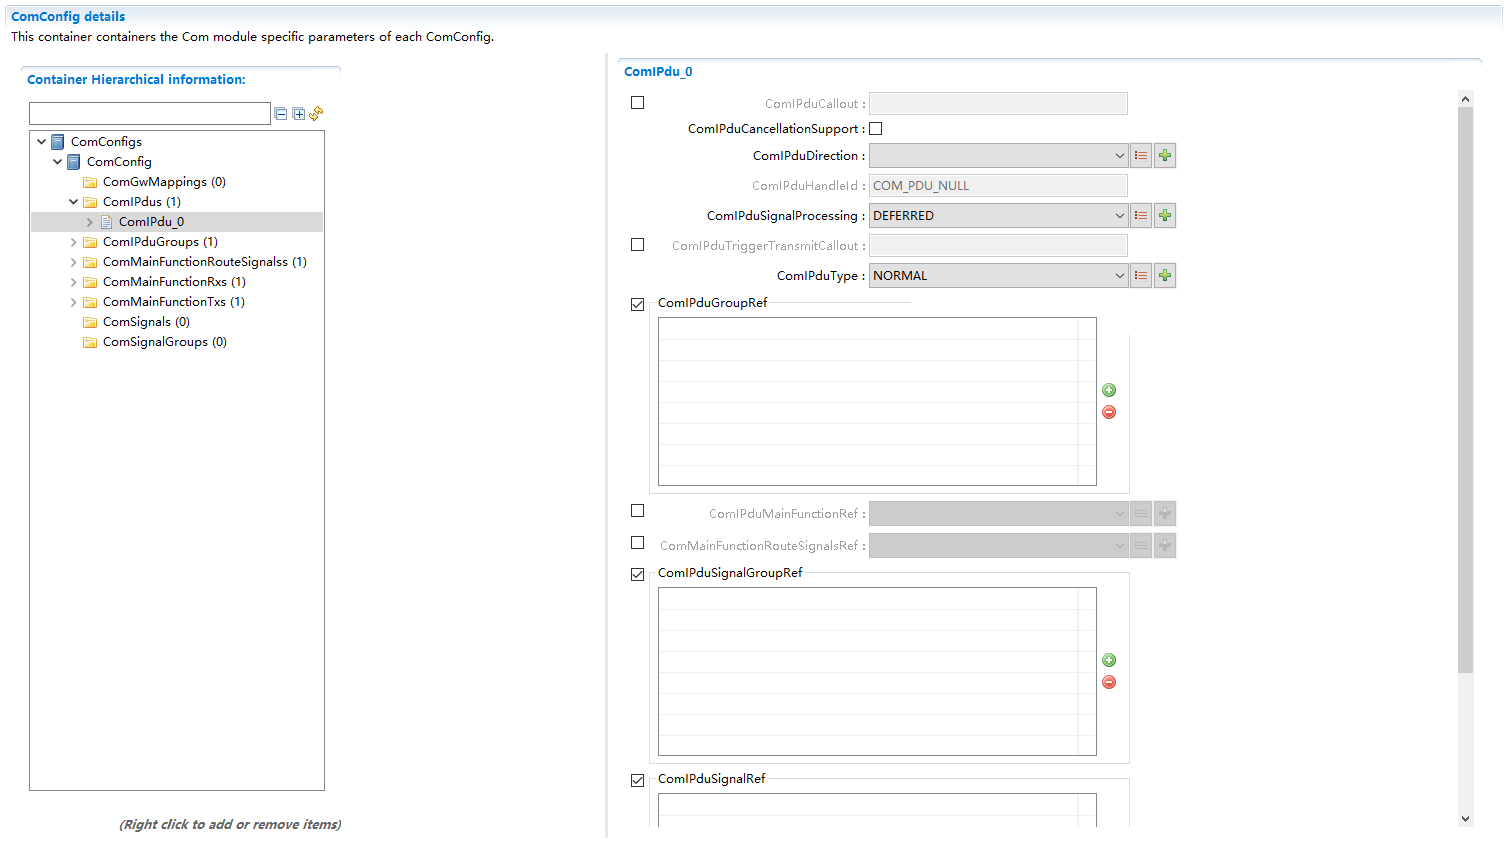 ComConfig details
This container containers the Com module specific parameters of each ComConfig.
Container Hierarchical information:
ComConfigs
ComConfig
ComGwMappings (0)
ComIPdus (1)
ComIPdu_0
ComIPduGroups (1)
ComMainFunctionRouteSignalss (1)
ComMainFunctionRxs (1)
ComMainFunctionTxs (1)
ComSignals (0)
ComSignalGroups (0)
(Right click to add or remove items)
ComIPdu_0
ComIPduCallout :
ComIPduCancellationSupport :
ComIPduDirection :
ComIPduHandleId : COM_PDU_NULL
ComIPduSignalProcessing : DEFERRED
ComIPduTriggerTransmitCallout :
ComIPduType : NORMAL
ComIPduGroupRef
ComIPduMainFunctionRef :
ComMainFunctionRouteSignalsRef :
ComIPduSignalGroupRef
ComIPduSignalRef